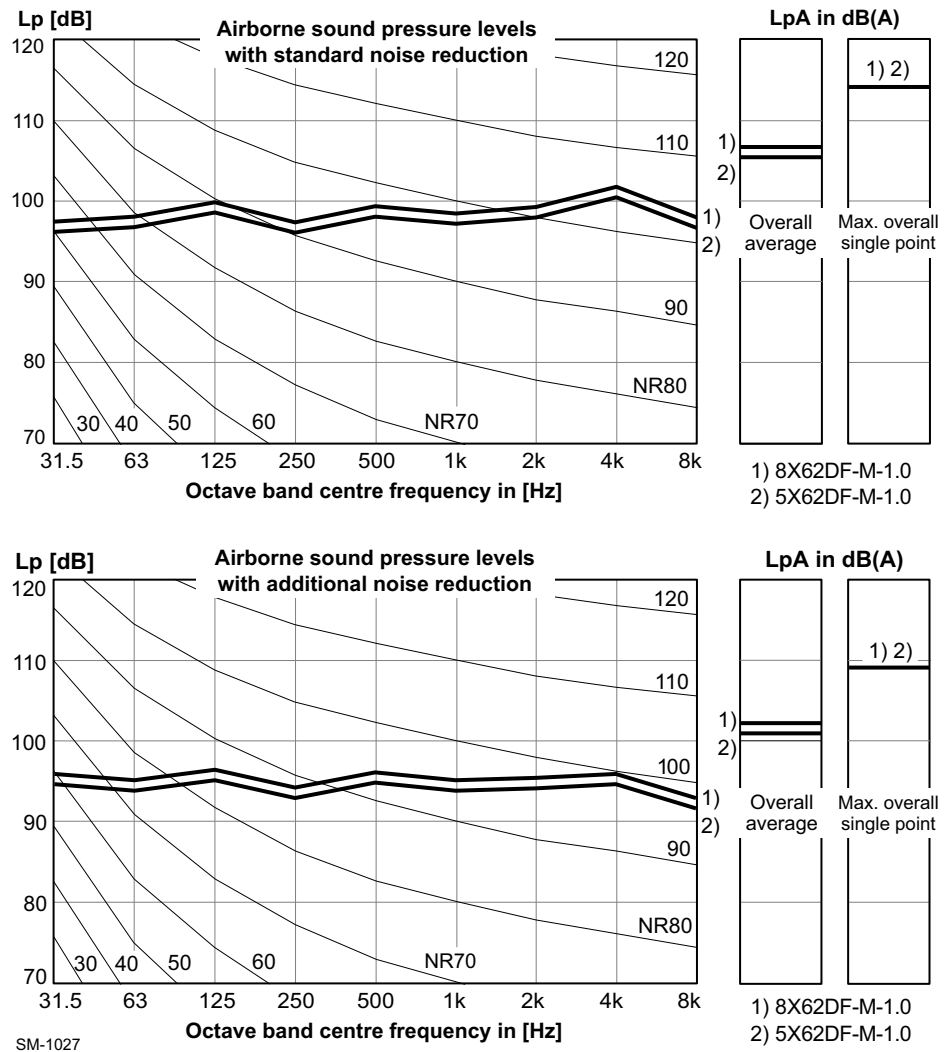 Lp [dB]
Airborne sound pressure levels
with standard noise reduction
LpA in dB(A)
120
110
100
90
80
70
120
110
90
NR80
30
40
50
60
NR70
31.5 63 125 250 500 1k 2k 4k 8k
Octave band centre frequency in [Hz]
1)
2)
1)
2)
Overall
average
1) 2)
Max. overall
single point
1) 8X62DF-M-1.0
2) 5X62DF-M-1.0
Lp [dB]
Airborne sound pressure levels
with additional noise reduction
LpA in dB(A)
120
110
100
90
80
70
120
110
100
90
NR80
30
40
50
60
NR70
31.5 63 125 250 500 1k 2k 4k 8k
Octave band centre frequency in [Hz]
1)
2)
1)
2)
Overall
average
1) 2)
Max. overall
single point
1) 8X62DF-M-1.0
2) 5X62DF-M-1.0
SM-1027